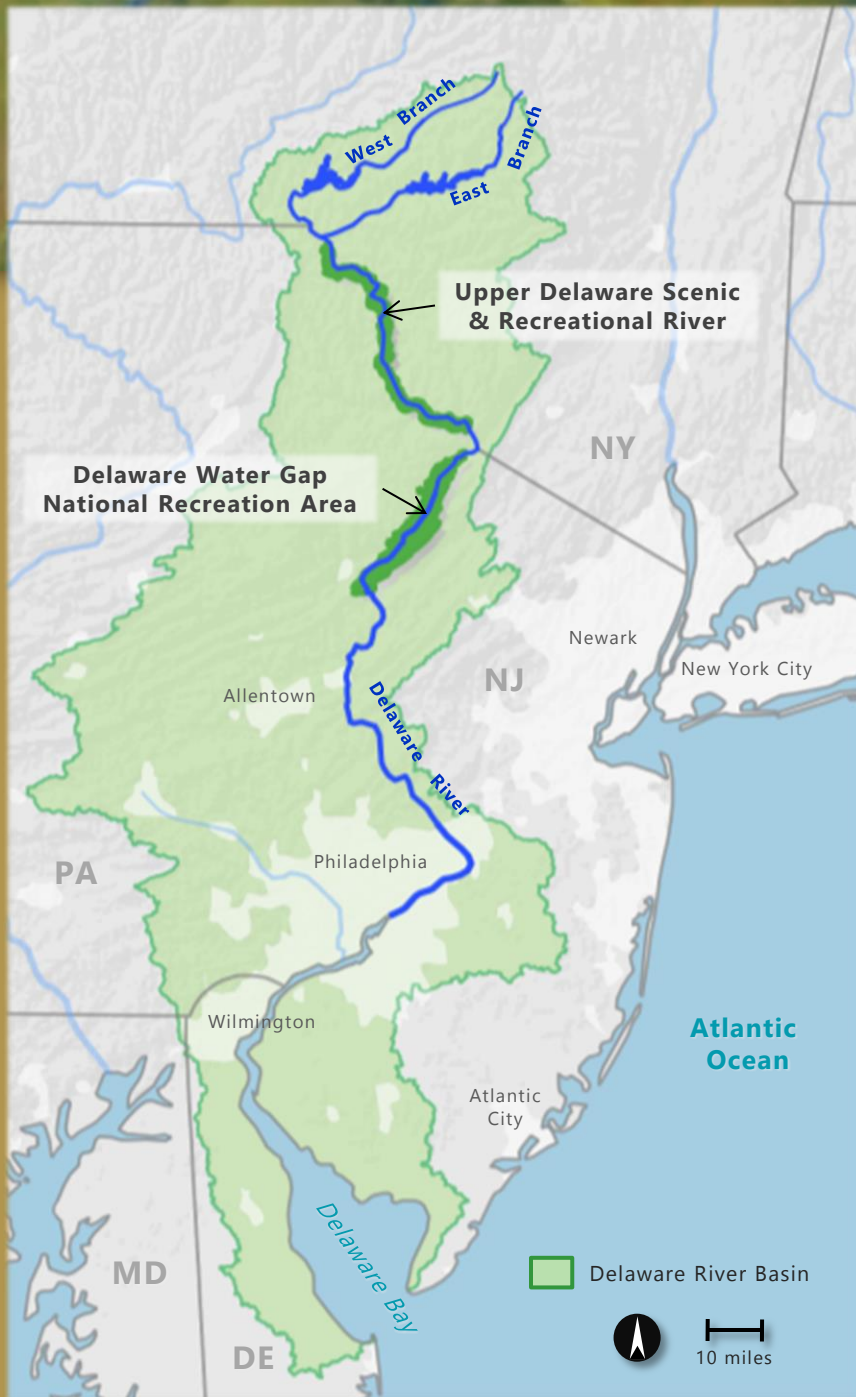 West Branch
East Branch
Upper Delaware Scenic
& Recreational River
NY
Delaware Water Gap
National Recreation Area
Newark
New York City
NJ
Allentown
Delaware River
Philadelphia
PA
Wilmington
Atlantic
Ocean
Atlantic
City
Delaware Bay
MD
Delaware River Basin
DE
10 miles